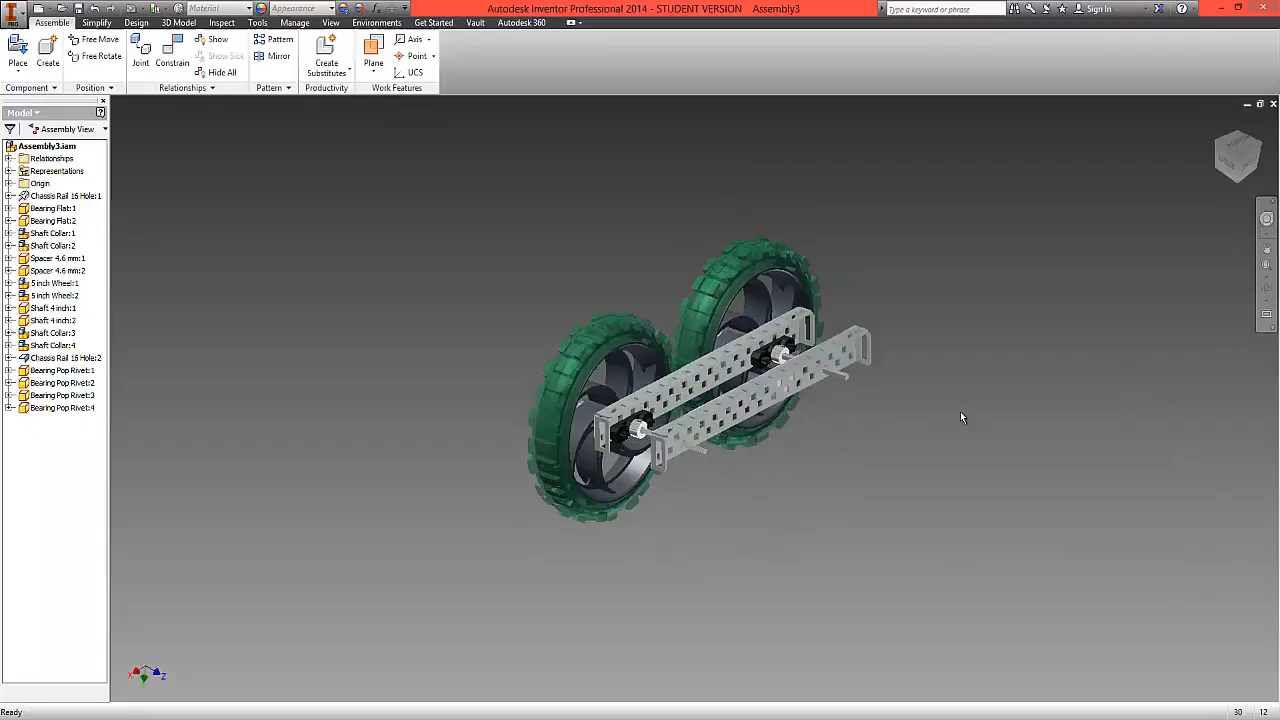 Material
Appearance
Autodesk Inventor Professional 2014 - STUDENT VERSION Assembly3
Type a keyword or phrase
Sign In
PRO
Assemble Simplify Design 3D Model Inspect Tools Manage Environments View Get Started Vault Autodesk 360
Place
Create
Free Move
Free Rotate
Joint
Constrain
Show
Show Sick
Hide All
Pattern
Mirror
Create
Substitutes
Plane
Axis
Point
UCS
Component Position Relationships Pattern Productivity Work Features
Model
Assembly View
Assembly3.iam
Relationships
Representations
Origin
Chassis Rail 16 Hole:1
Bearing Flat:1
Bearing Flat:2
Shaft Collar:1
Shaft Collar:2
Spacer 4.6 mm:1
Spacer 4.6 mm:2
5 inch Wheel:1
5 inch Wheel:2
Shaft 4 inch:1
Shaft 4 inch:2
Shaft Collar:3
Shaft Collar:4
Chassis Rail 16 Hole:2
Bearing Pop Rivet:1
Bearing Pop Rivet:2
Bearing Pop Rivet:3
Bearing Pop Rivet:4
X
Z
Ready
30 12